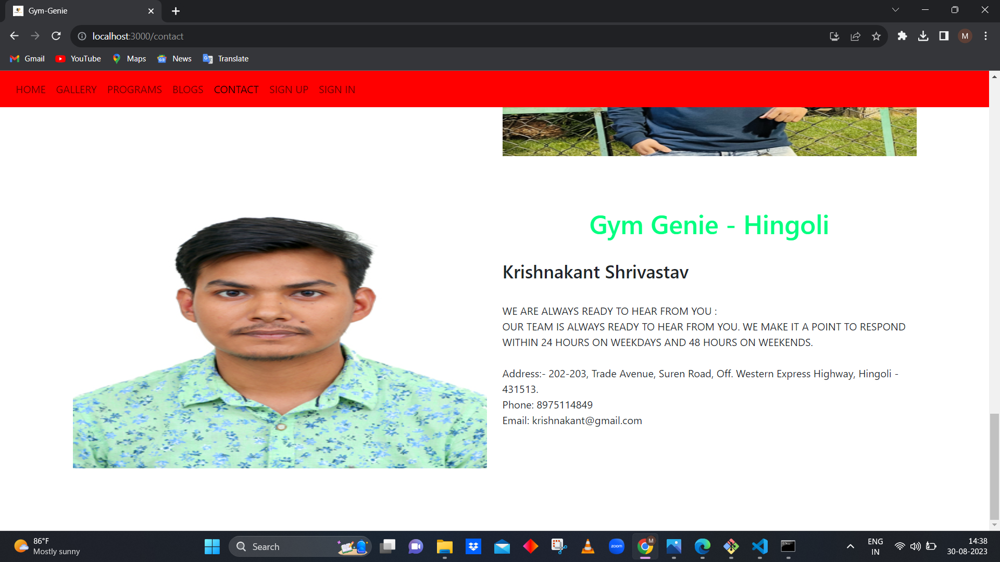 Gym-Genie
localhost:3000/contact
M
Gmail
YouTube
Maps
News
Translate
HOME
GALLERY
PROGRAMS
BLOGS
CONTACT
SIGN UP
SIGN IN
Gym Genie - Hingoli
Krishnakant Shrivastav
WE ARE ALWAYS READY TO HEAR FROM YOU :
OUR TEAM IS ALWAYS READY TO HEAR FROM YOU. WE MAKE IT A POINT TO RESPOND
WITHIN 24 HOURS ON WEEKDAYS AND 48 HOURS ON WEEKENDS.
Address:- 202-203, Trade Avenue, Suren Road, Off. Western Express Highway, Hingoli -
431513.
Phone: 8975114849
Email: krishnakant@gmail.com
86°F
Mostly sunny
Search
zoom
M
ENG
IN
14:38
30-08-2023